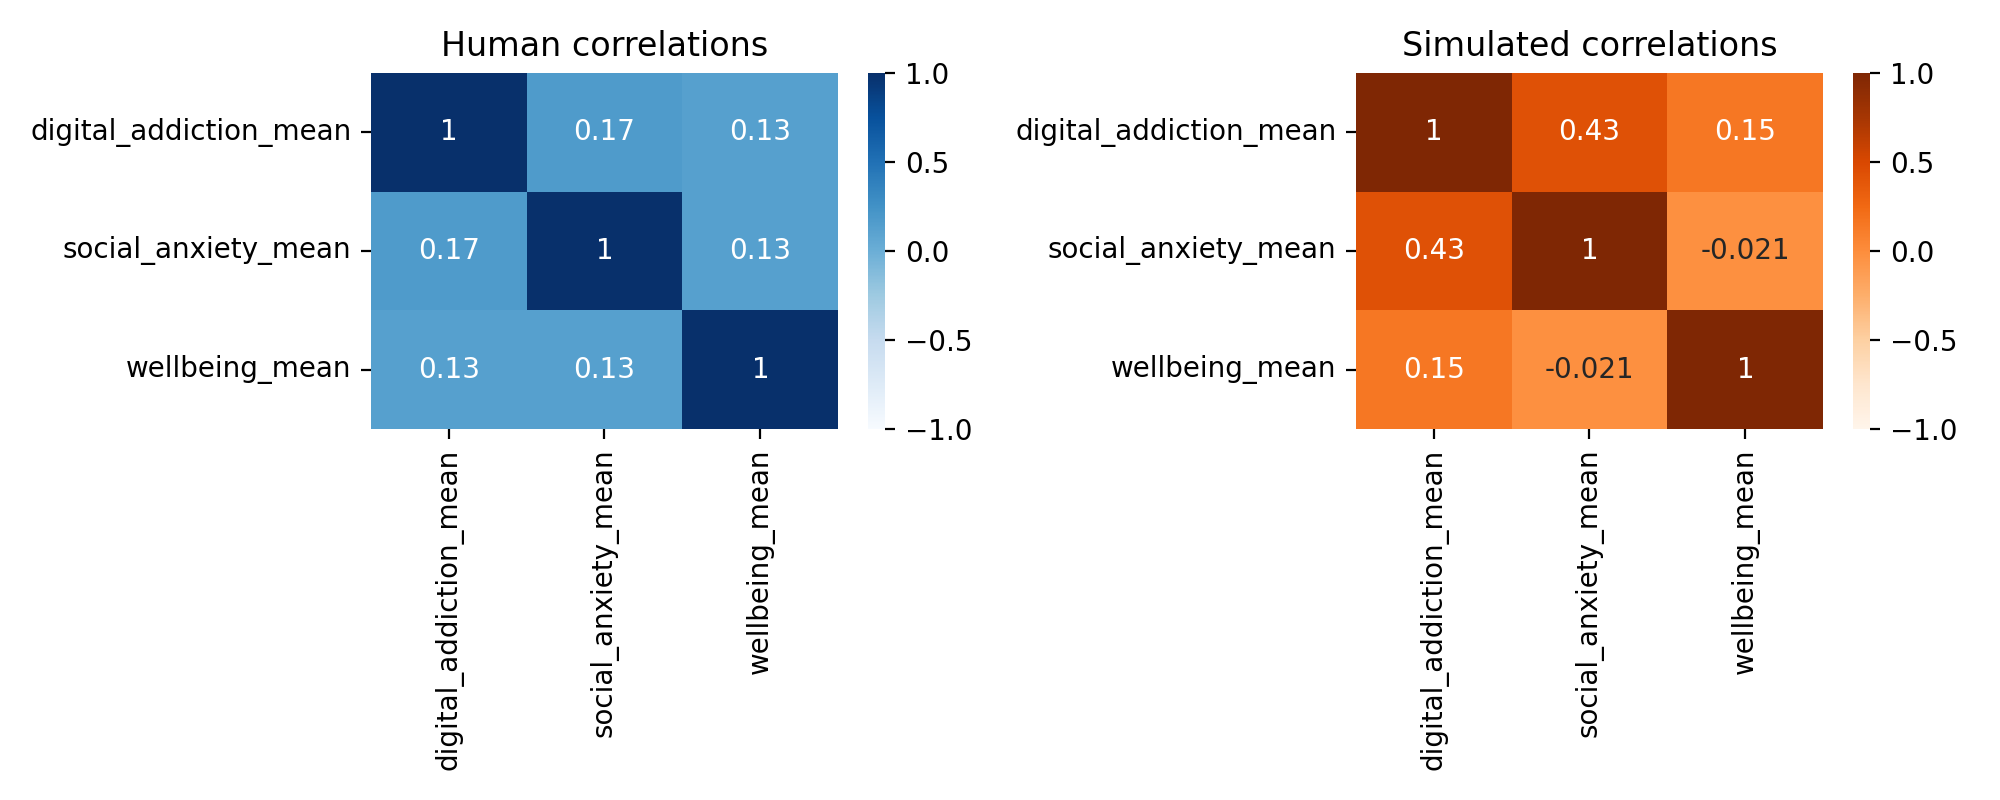 Human correlations
digital_addiction_mean 1 0.17 0.13
social_anxiety_mean 0.17 1 0.13
wellbeing_mean 0.13 0.13 1
digital_addiction_mean
social_anxiety_mean
wellbeing_mean
1.0
0.5
0.0
−0.5
−1.0
Simulated correlations
digital_addiction_mean 1 0.43 0.15
social_anxiety_mean 0.43 1 -0.021
wellbeing_mean 0.15 -0.021 1
digital_addiction_mean
social_anxiety_mean
wellbeing_mean
1.0
0.5
0.0
−0.5
−1.0